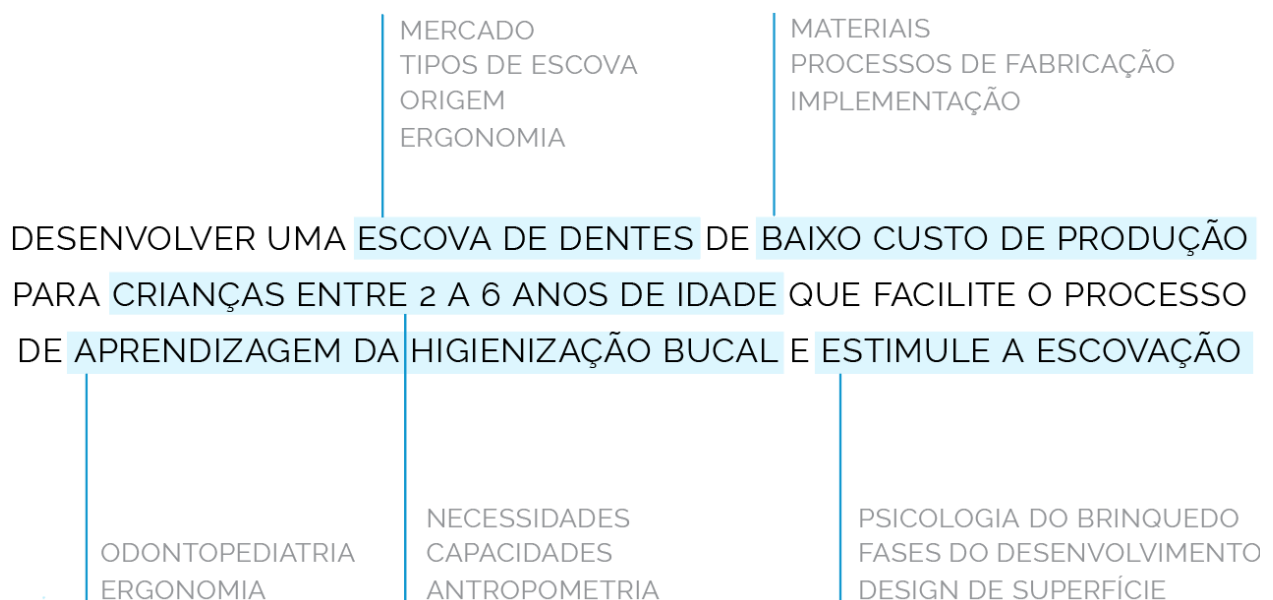 MERCADO
TIPOS DE ESCOVA
ORIGEM
ERGONOMIA
MATERIAIS
PROCESSOS DE FABRICAÇÃO
IMPLEMENTAÇÃO
DESENVOLVER UMA ESCOVA DE DENTES DE BAIXO CUSTO DE PRODUÇÃO
PARA CRIANÇAS ENTRE 2 A 6 ANOS DE IDADE QUE FACILITE O PROCESSO
DE APRENDIZAGEM DA HIGIENIZAÇÃO BUCAL E ESTIMULE A ESCOVAÇÃO
ODONTOPEDIATRIA
ERGONOMIA
NECESSIDADES
CAPACIDADES
ANTROPOMETRIA
PSICOLOGIA DO BRINQUEDO
FASES DO DESENVOLVIMENTO
DESIGN DE SUPERFÍCIE